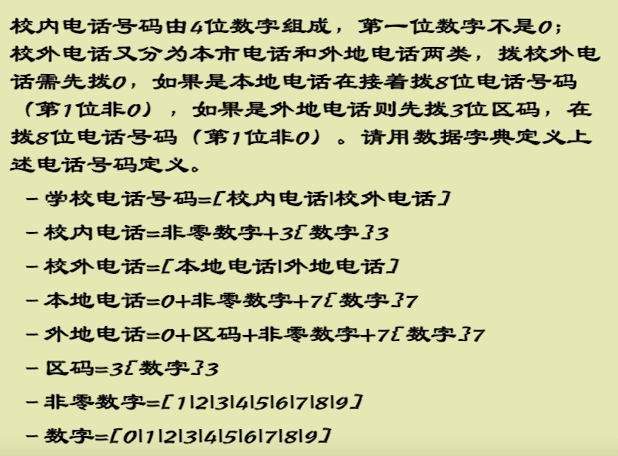 校内电话号码由4位数字组成，第一位数字不是0；
校外电话又分为本市电话和外地电话两类，拨校外电
话需先拨0，如果是本地电话在接着拨8位电话号码
（第1位非0），如果是外地电话则先拨3位区码，在
拨8位电话号码（第1位非0）。请用数据字典定义上
述电话号码定义。
－学校电话号码=[校内电话|校外电话]
－校内电话=非零数字+3{数字}3
－校外电话=[本地电话|外地电话]
－本地电话=0+非零数字+7{数字}7
－外地电话=0+区码+非零数字+7{数字}7
－区码=3{数字}3
－非零数字=[1|2|3|4|5|6|7|8|9]
－数字=[0|1|2|3|4|5|6|7|8|9]